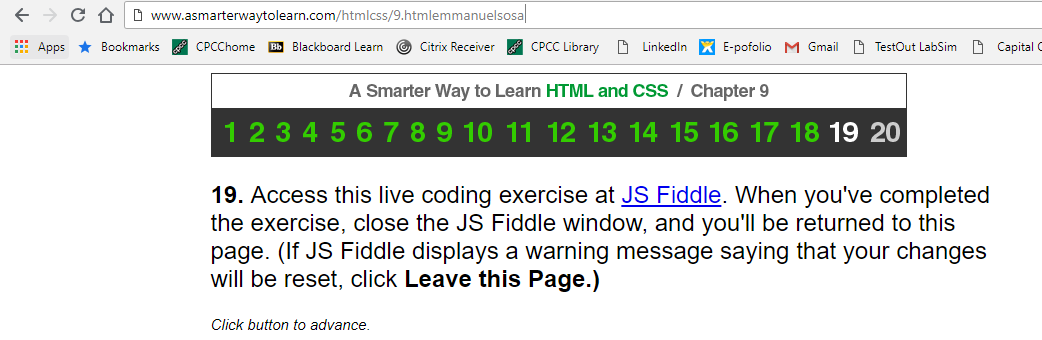 www.asmarterwaytolearn.com/htmlcss/9.htmlemmanuelsosa
Apps Bookmarks CPCChome Bb Blackboard Learn Citrix Receiver CPCC Library LinkedIn E-pofolio Gmail TestOut LabSim Capital
A Smarter Way to Learn HTML and CSS / Chapter 9
1 2 3 4 5 6 7 8 9 10 11 12 13 14 15 16 17 18 19 20
19. Access this live coding exercise at JS Fiddle. When you've completed
the exercise, close the JS Fiddle window, and you'll be returned to this
page. (If JS Fiddle displays a warning message saying that your changes
will be reset, click Leave this Page.)
Click button to advance.